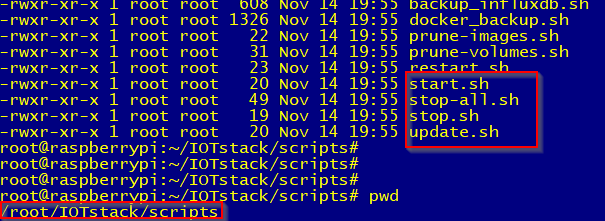 -rwxr-xr-x 1 root root 608 Nov 14 19:55 backup_influxdb.sh
-rwxr-xr-x 1 root root 1326 Nov 14 19:55 docker_backup.sh
-rwxr-xr-x 1 root root 22 Nov 14 19:55 prune-images.sh
-rwxr-xr-x 1 root root 31 Nov 14 19:55 prune-volumes.sh
-rwxr-xr-x 1 root root 23 Nov 14 19:55 restart.sh
-rwxr-xr-x 1 root root 20 Nov 14 19:55 start.sh
-rwxr-xr-x 1 root root 49 Nov 14 19:55 stop-all.sh
-rwxr-xr-x 1 root root 19 Nov 14 19:55 stop.sh
-rwxr-xr-x 1 root root 20 Nov 14 19:55 update.sh
root@raspberrypi:~/IOTstack/scripts#
root@raspberrypi:~/IOTstack/scripts#
root@raspberrypi:~/IOTstack/scripts#
root@raspberrypi:~/IOTstack/scripts# pwd
/root/IOTstack/scripts